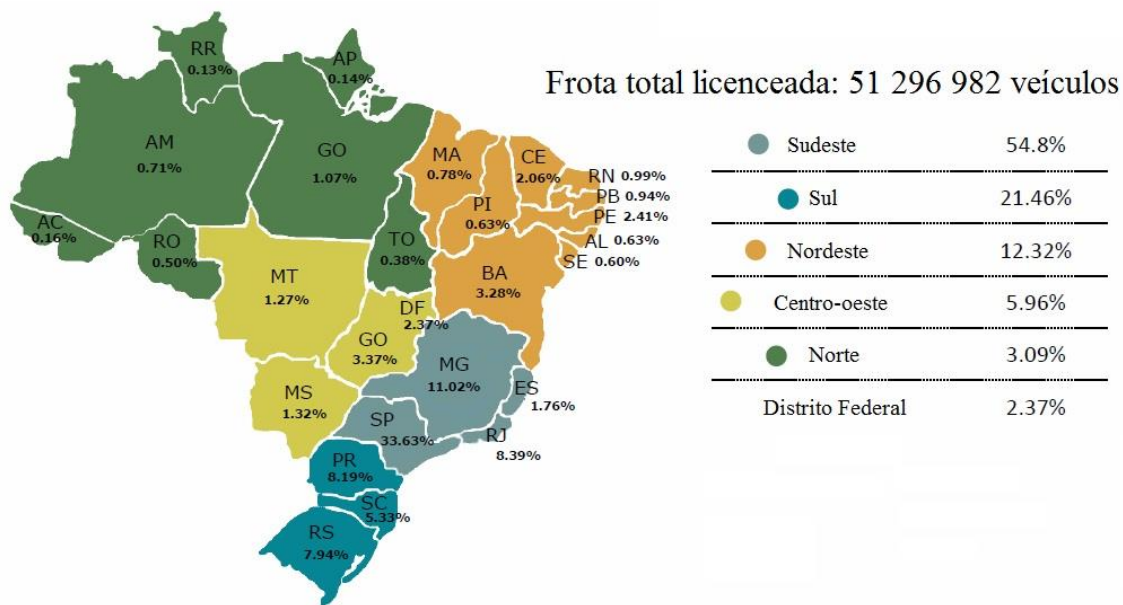 RR
0.13%
AP
0.14%
Frota total licenceada: 51 296 982 veículos
AM
0.71%
GO
1.07%
MA
0.78%
CE
2.06%
RN 0.99%
PB 0.94%
PE 2.41%
PI
0.63%
AL 0.63%
SE 0.60%
AC
0.16%
RO
0.50%
TO
0.38%
BA
3.28%
MT
1.27%
DF
2.37%
GO
3.37%
MG
11.02%
ES
1.76%
MS
1.32%
SP
33.63%
RJ
8.39%
PR
8.19%
SC
5.33%
RS
7.94%
Sudeste 54.8%
Sul 21.46%
Nordeste 12.32%
Centro-oeste 5.96%
Norte 3.09%
Distrito Federal 2.37%